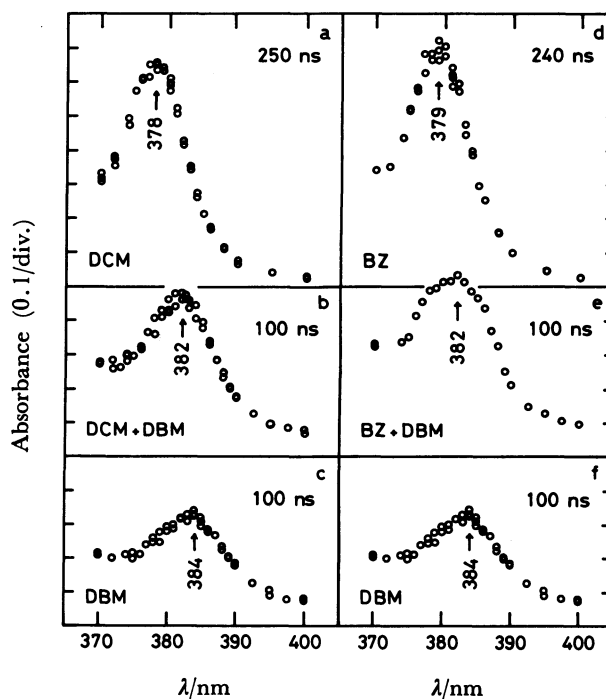 Absorbance (0.1/div.)
a
250 ns
378
DCM
b
100 ns
382
DCM + DBM
c
100 ns
384
DBM
d
240 ns
379
BZ
e
100 ns
382
BZ + DBM
f
100 ns
384
DBM
370 380 390 400
370 380 390 400
λ/nm
λ/nm